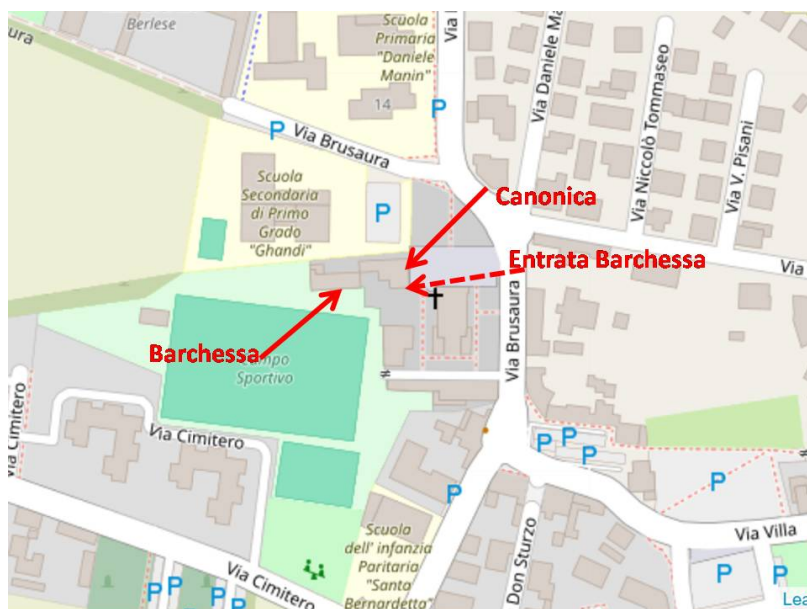 Berlese
Scuola
Primaria
"Daniele
Manin"
14
Via Brusaura
Via Daniele Ma
Via Niccolò Tommaseo
Via V. Pisani
P
P
P
Scuola
Secondaria
di Primo
Grado
"Ghandi"
Canonica
Entrata Barchessa
Via
Barchessa
Campo
Sportivo
Via Brusaura
Via Cimitero
Via Cimitero
P
P
P
P
P
Via Villa
Don Sturzo
Scuola
dell' infanzia
Paritaria
"Santa
Bernardetta"
Via Cimitero
P
P
P
P
P
P
Lea